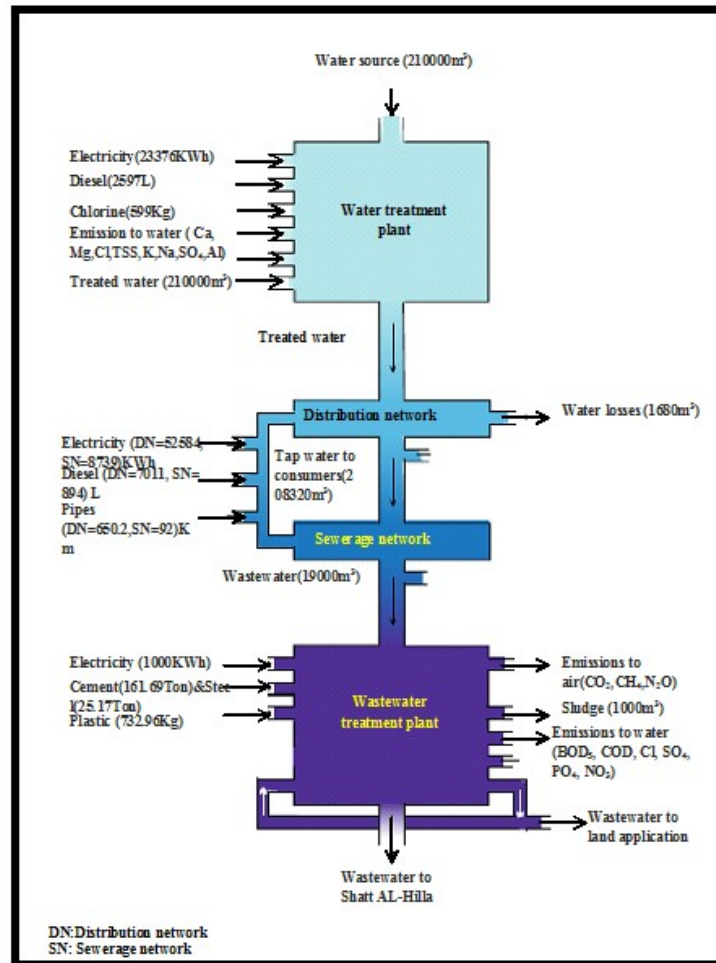 Water source (210000m³)
Electricity(23376KWh)
Diesel(2597L)
Chlorine(599Kg)
Emission to water ( Ca,
Mg,Cl,TSS,K,Na,SO₄,Al)
Treated water (210000m³)
Water treatment
plant
Treated water
Distribution network
Water losses (1680m³)
Electricity (DN=52584,
SN=8739)KWh
Diesel (DN=7011, SN=
894) L
Pipes
(DN=650.2,SN=92)K
m
Tap water to
consumers(2
08320m³)
Sewerage network
Wastewater(19000m³)
Electricity (1000KWh)
Cement(161.69Ton)&Stee
l(25.17Ton)
Plastic (732.96Kg)
Wastewater
treatment plant
Emissions to
air(CO₂, CH₄,N₂O)
Sludge (1000m³)
Emissions to water
(BOD₅, COD, Cl, SO₄,
PO₄, NO₃)
Wastewater to
land application
Wastewater to
Shatt AL-Hilla
DN:Distribution network
SN: Sewerage network